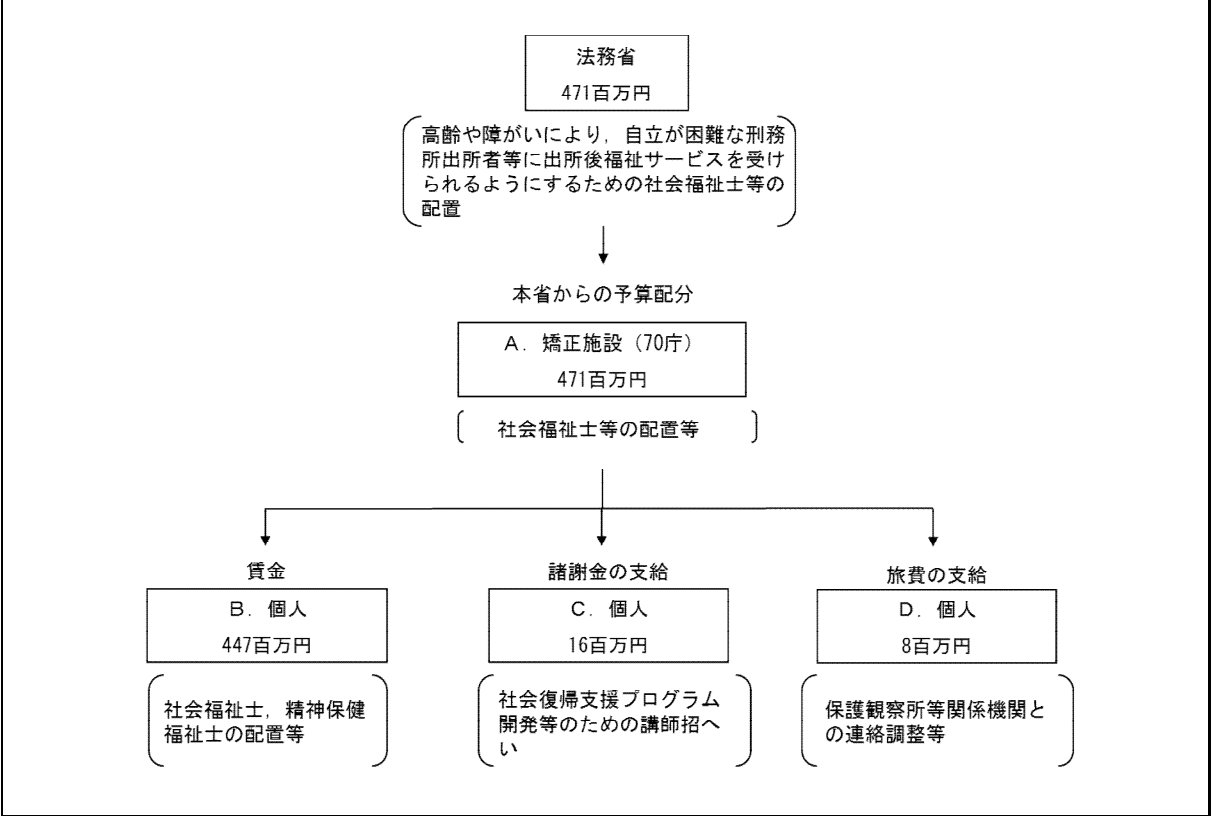 法務省
471百万円
高齢や障がいにより，自立が困難な刑務
所出所者等に出所後福祉サービスを受け
られるようにするための社会福祉士等の
配置
本省からの予算配分
A．矯正施設（70庁）
471百万円
社会福祉士等の配置等
賃金
B．個人
447百万円
社会福祉士，精神保健
福祉士の配置等
諸謝金の支給
C．個人
16百万円
社会復帰支援プログラム
開発等のための講師招へ
い
旅費の支給
D．個人
8百万円
保護観察所等関係機関と
の連絡調整等